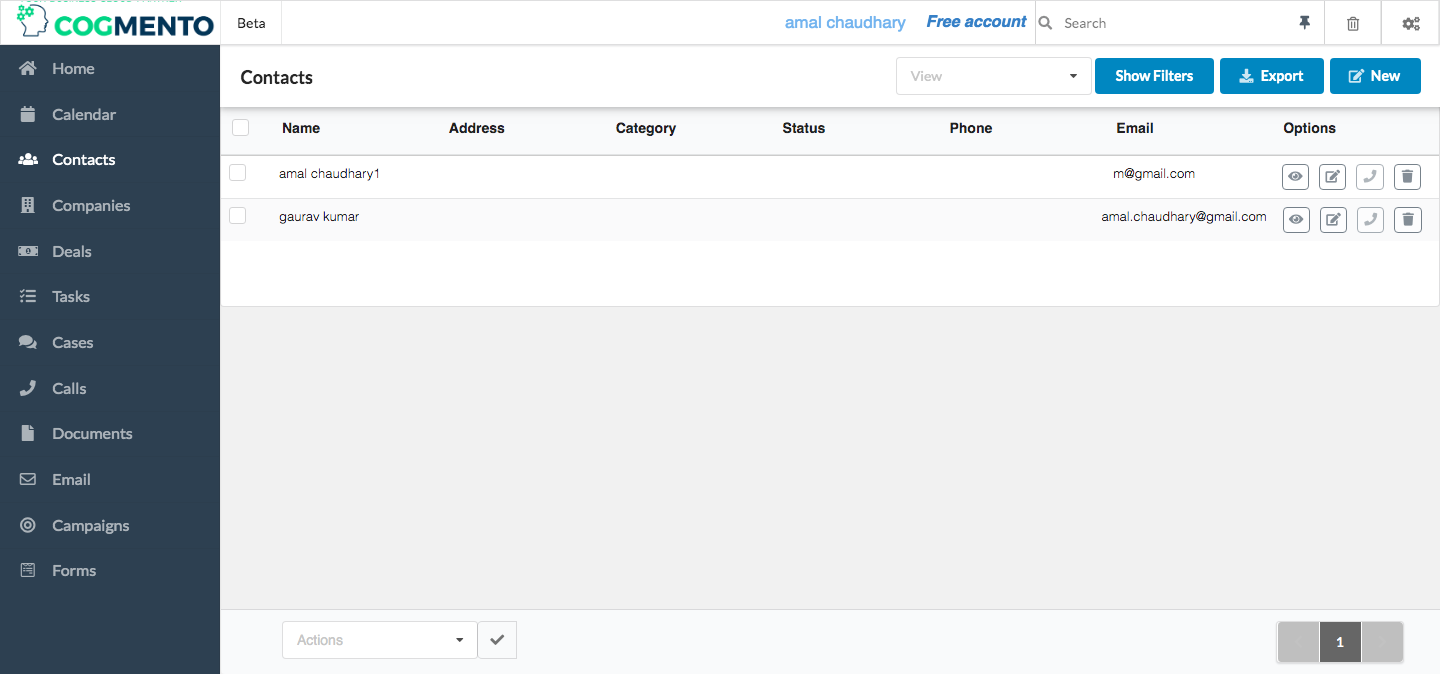 COGMENTO
Beta
amal chaudhary
Free account
Search
Home
Calendar
Contacts
Companies
Deals
Tasks
Cases
Calls
Documents
Email
Campaigns
Forms
Contacts
View
Show Filters
Export
New
Name Address Category Status Phone Email Options
amal chaudhary1 m@gmail.com
gaurav kumar amal.chaudhary@gmail.com
Actions
1